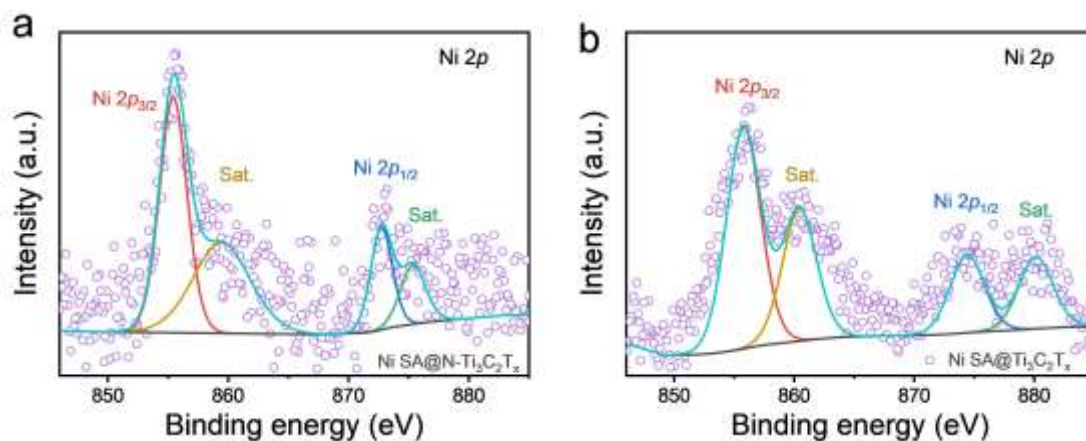 a
Ni 2p
Ni 2p3/2
Sat.
Ni 2p1/2
Sat.
Ni SA@N-Ti3C2Tx
Intensity (a.u.)
850 860 870 880
Binding energy (eV)
b
Ni 2p
Ni 2p3/2
Sat.
Ni 2p1/2
Sat.
Ni SA@Ti3C2Tx
Intensity (a.u.)
850 860 870 880
Binding energy (eV)